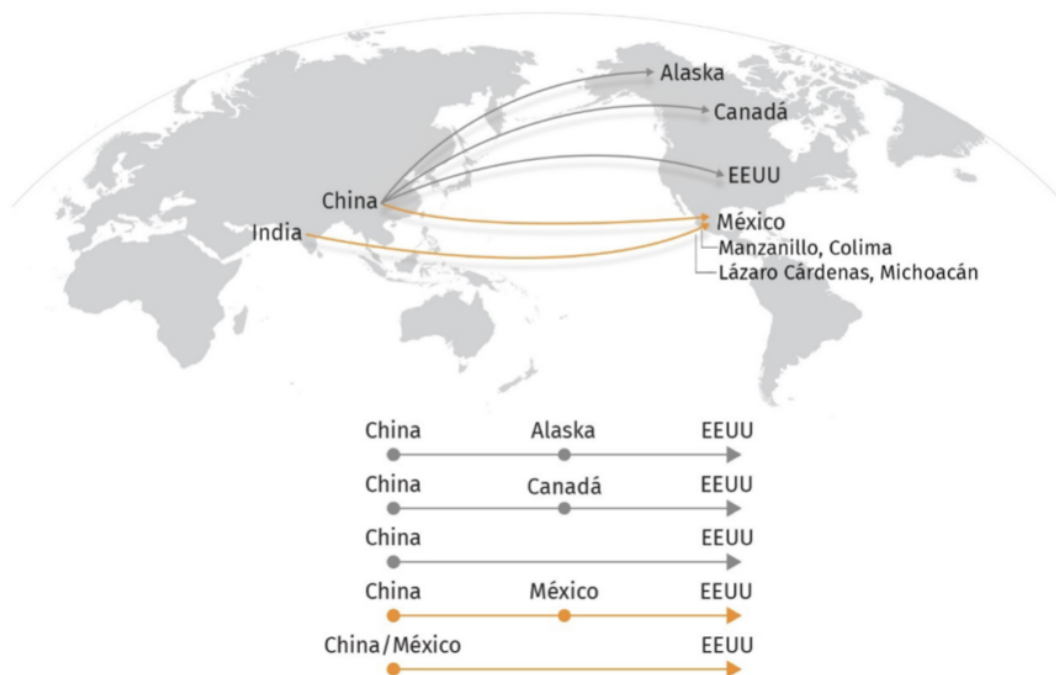 Alaska
Canadá
EEUU
China
México
India
Manzanillo, Colima
Lázaro Cárdenas, Michoacán
China Alaska EEUU
China Canadá EEUU
China EEUU
China México EEUU
China/México EEUU